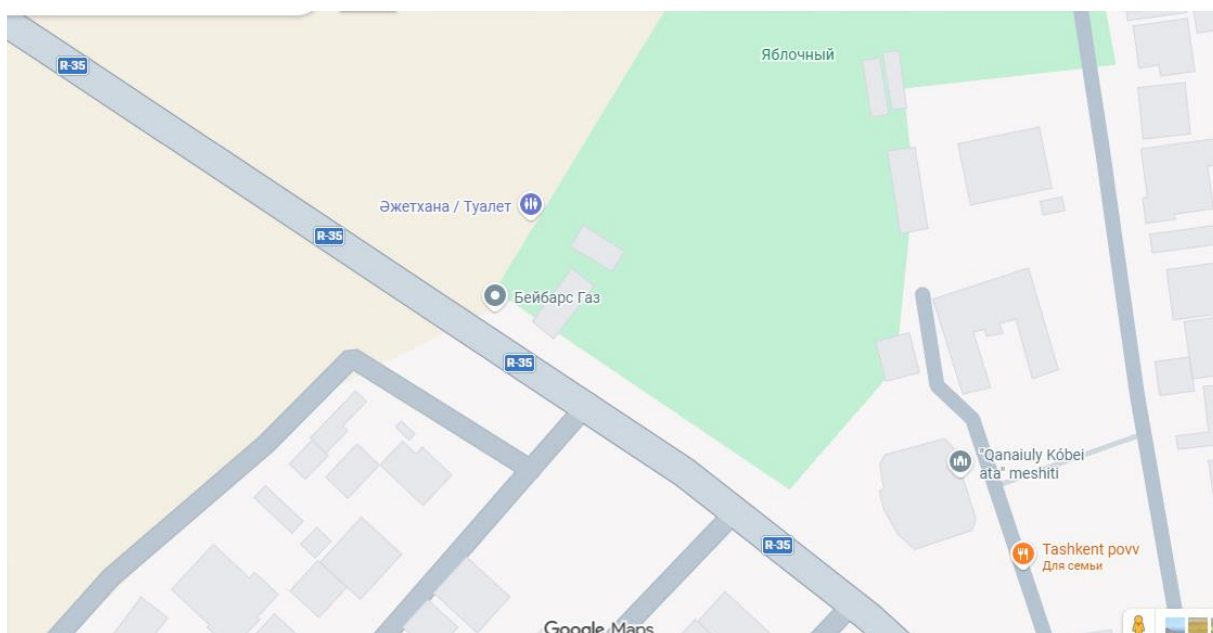 Яблочный
R-35
Әжетхана / Туалет
R-35
Бейбарс Газ
R-35
"Qanaiuly Kóbei
ata" meshiti
R-35
Tashkent povv
Для семьи
Google Maps